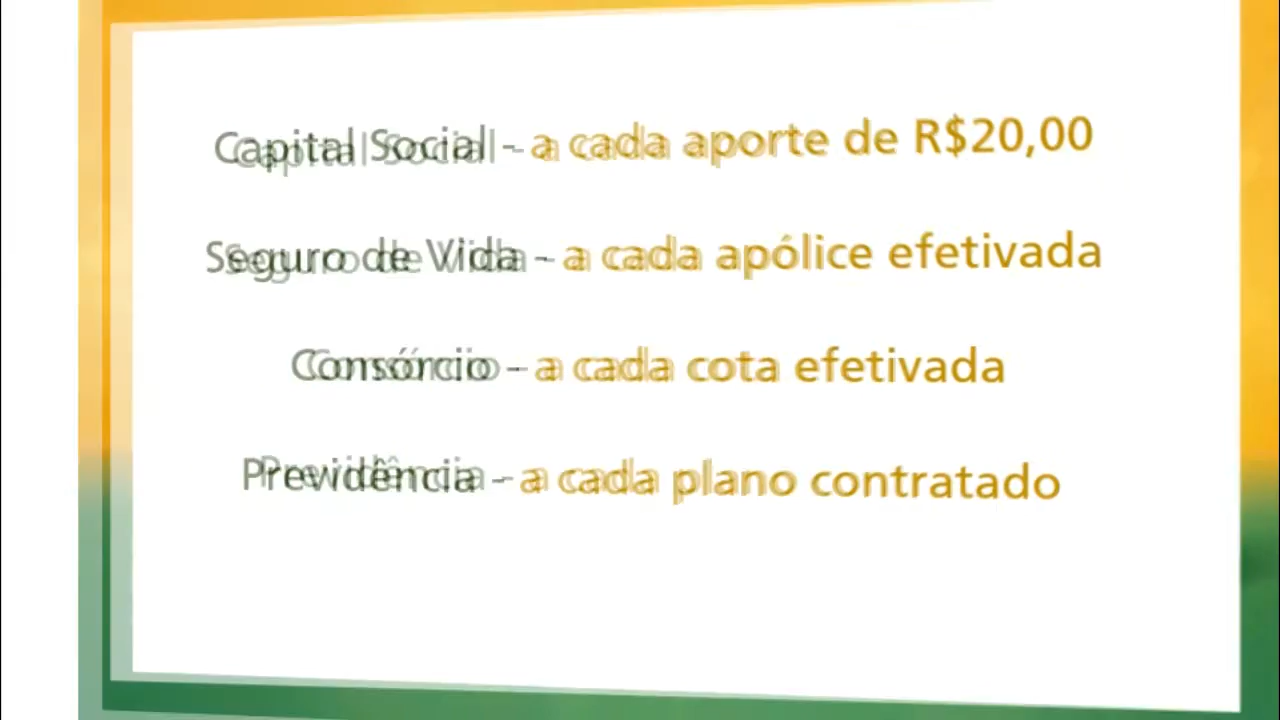 Capital Social - a cada aporte de R$20,00
Seguro de Vida - a cada apólice efetivada
Consórcio - a cada cota efetivada
Previdência - a cada plano contratado